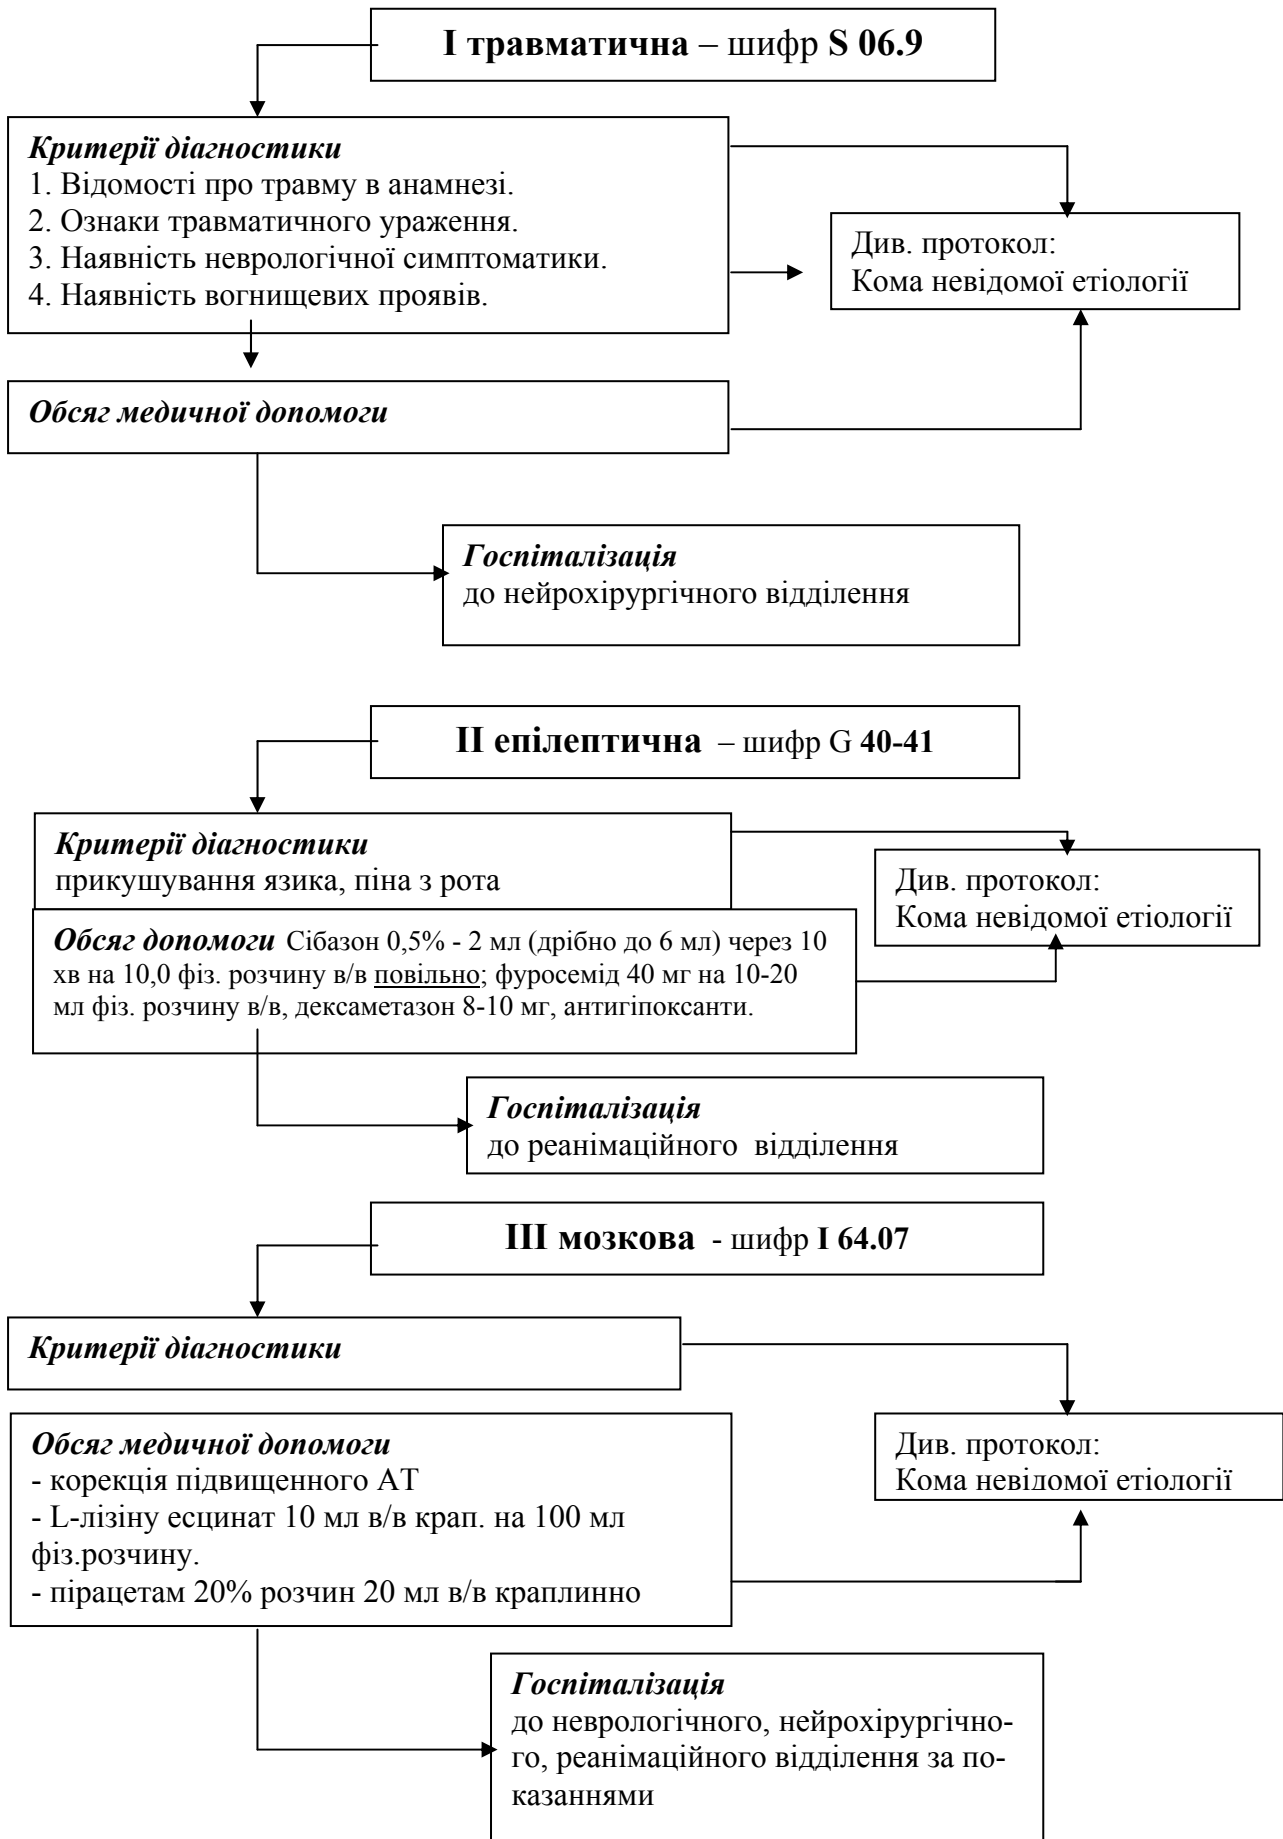 I травматична – шифр S 06.9
Критерії діагностики
1. Відомості про травму в анамнезі.
2. Ознаки травматичного ураження.
3. Наявність неврологічної симптоматики.
4. Наявність вогнищевих проявів.
Див. протокол:
Кома невідомої етіології
Обсяг медичної допомоги
Госпіталізація
до нейрохірургічного відділення
II епілептична – шифр G 40-41
Критерії діагностики
прикушування язика, піна з рота
Див. протокол:
Кома невідомої етіології
Обсяг допомоги Сібазон 0,5% - 2 мл (дрібно до 6 мл) через 10
хв на 10,0 фіз. розчину в/в повільно; фуросемід 40 мг на 10-20
мл фіз. розчину в/в, дексаметазон 8-10 мг, антигіпоксанти.
Госпіталізація
до реанімаційного відділення
III мозкова - шифр I 64.07
Критерії діагностики
Див. протокол:
Кома невідомої етіології
Обсяг медичної допомоги
- корекція підвищенного АТ
- L-лізіну есцинат 10 мл в/в крап. на 100 мл
фіз.розчину.
- пірацетам 20% розчин 20 мл в/в краплинно
Госпіталізація
до неврологічного, нейрохірургічно-
го, реанімаційного відділення за по-
казаннями